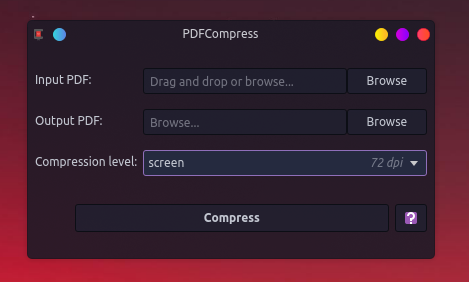 PDFCompress
Input PDF: Drag and drop or browse... Browse
Output PDF: Browse... Browse
Compression level: screen 72 dpi
Compress ?